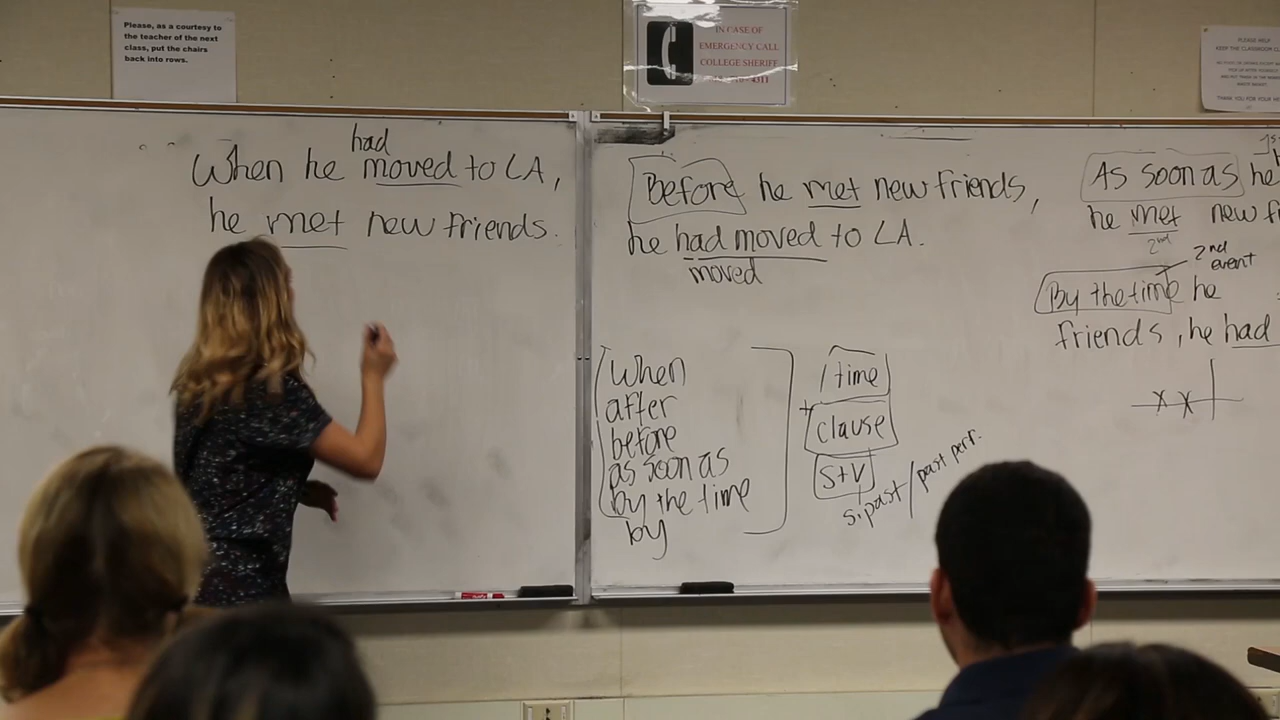 Please, as a courtesy to
the teacher of the next
class, put the chairs
back into rows.
IN CASE OF
EMERGENCY CALL
COLLEGE SHERIFF
PLEASE HELP
KEEP THE CLASSROOM
THANK YOU FOR YOUR
had
When he moved to LA,
he met new friends.
Before he met new friends,
he had moved to LA.
moved
As soon as he
he met new
2nd
2nd
event
By the time he
friends, he had
x x
when
after
before
as soon as
by the time
by
time
+
clause
S+V
s.past/past perf.